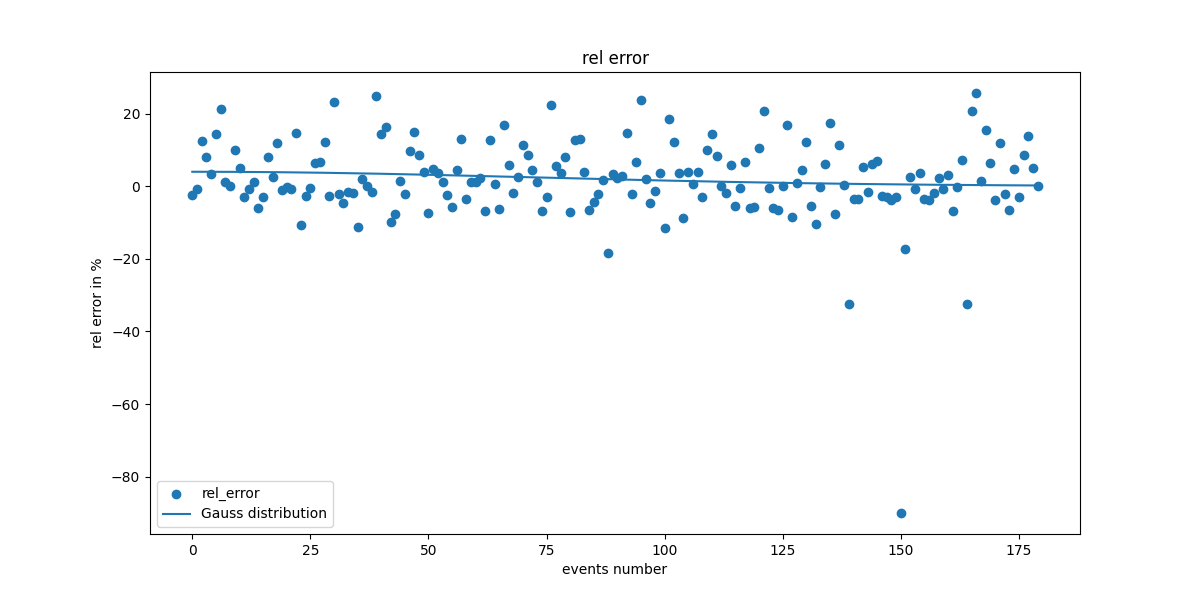 rel error
rel error in %
20
0
−20
−40
−60
−80
rel_error
Gauss distribution
0 25 50 75 100 125 150 175
events number